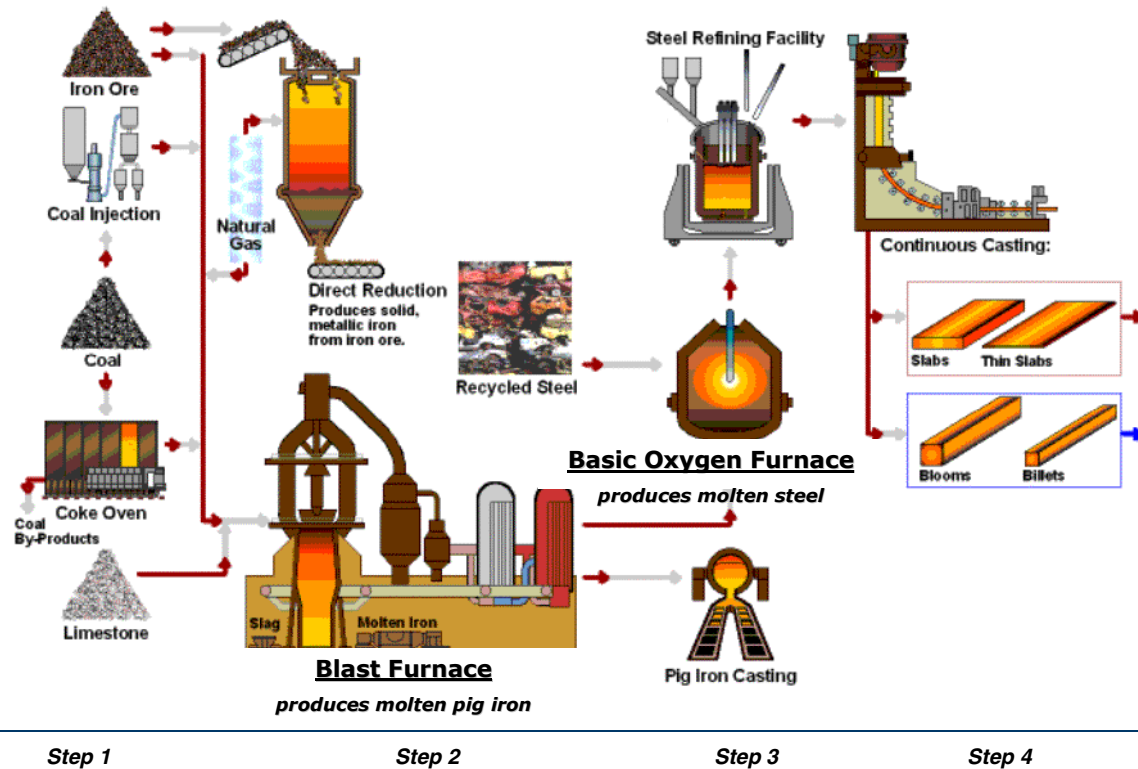 Iron Ore
Coal Injection
Coal
Coke Oven
Coal
By-Products
Limestone
Natural
Gas
Direct Reduction
Produces solid,
metallic iron
from iron ore.
Slag
Molten Iron
Blast Furnace
produces molten pig iron
Recycled Steel
Steel Refining Facility
Basic Oxygen Furnace
produces molten steel
Pig Iron Casting
Continuous Casting:
Slabs
Thin Slabs
Blooms
Billets
Step 1
Step 2
Step 3
Step 4